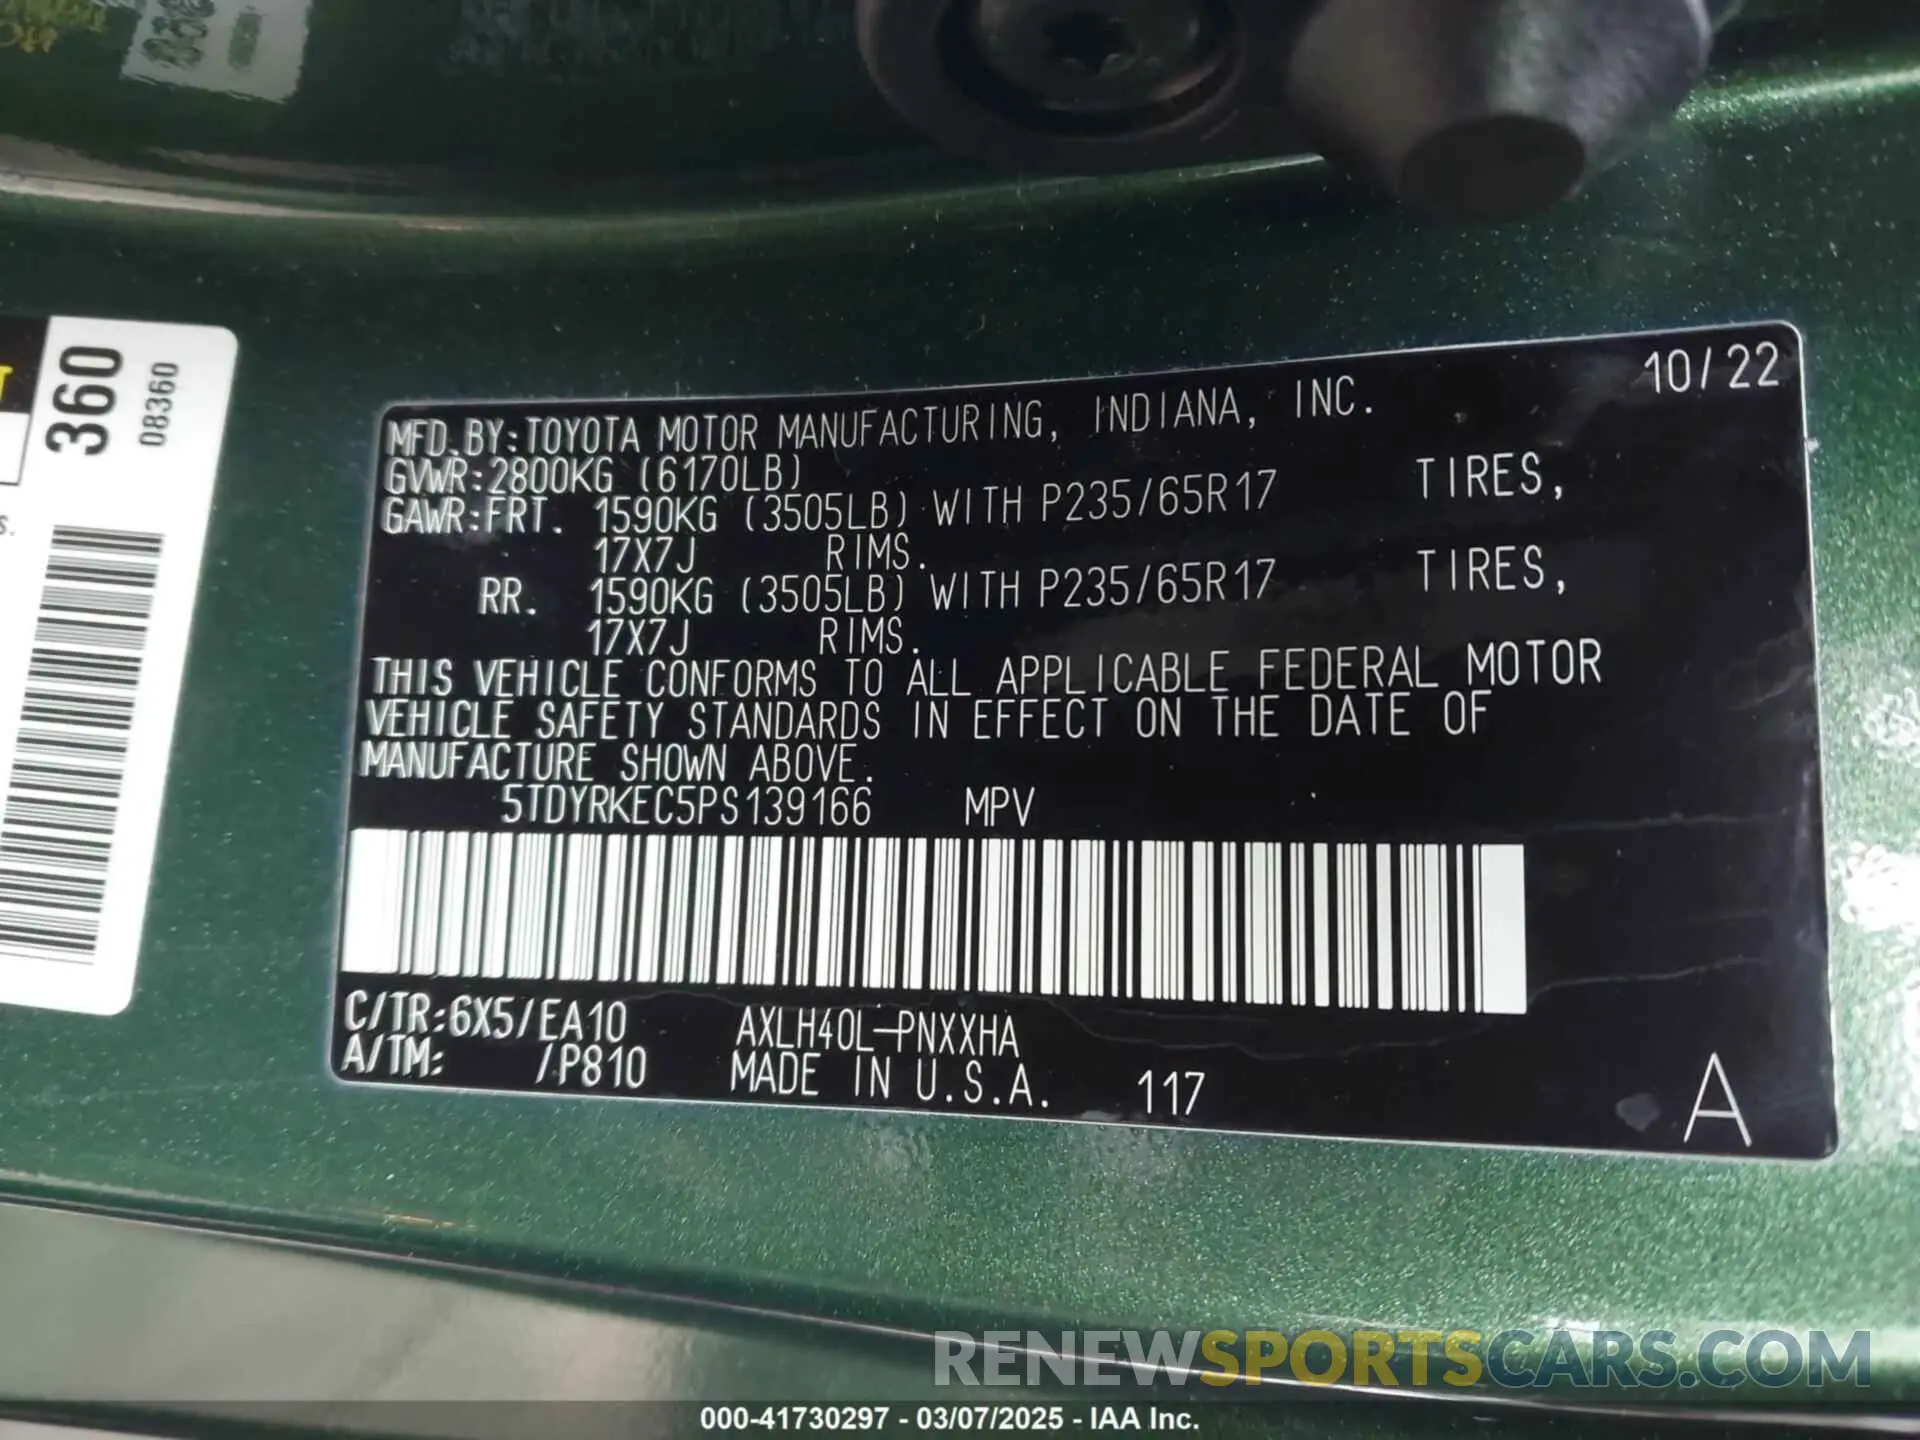 360
08360
s.
10/22
MFD.BY:TOYOTA MOTOR MANUFACTURING, INDIANA, INC.
GVWR:2800KG (6170LB)
GAWR:FRT. 1590KG (3505LB) WITH P235/65R17 TIRES,
17X7J RIMS.
RR. 1590KG (3505LB) WITH P235/65R17 TIRES,
17X7J RIMS.
THIS VEHICLE CONFORMS TO ALL APPLICABLE FEDERAL MOTOR
VEHICLE SAFETY STANDARDS IN EFFECT ON THE DATE OF
MANUFACTURE SHOWN ABOVE.
5TDYRKEC5PS139166 MPV
C/TR:6X5/EA10 AXLH40L-PNXXHA
A/TM: /P810 MADE IN U.S.A. 117 A
RENEWSPORTSCARS.COM
000-41730297 - 03/07/2025 - IAA Inc.